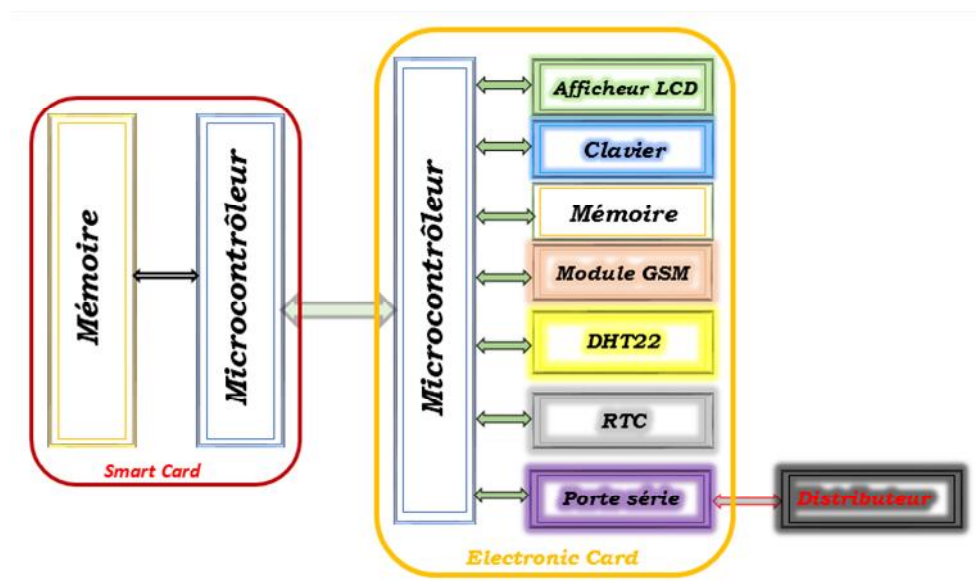 Mémoire
Microcontrôleur
Smart Card
Microcontrôleur
Afficheur LCD
Clavier
Mémoire
Module GSM
DHT22
RTC
Porte série
Distributeur
Electronic Card